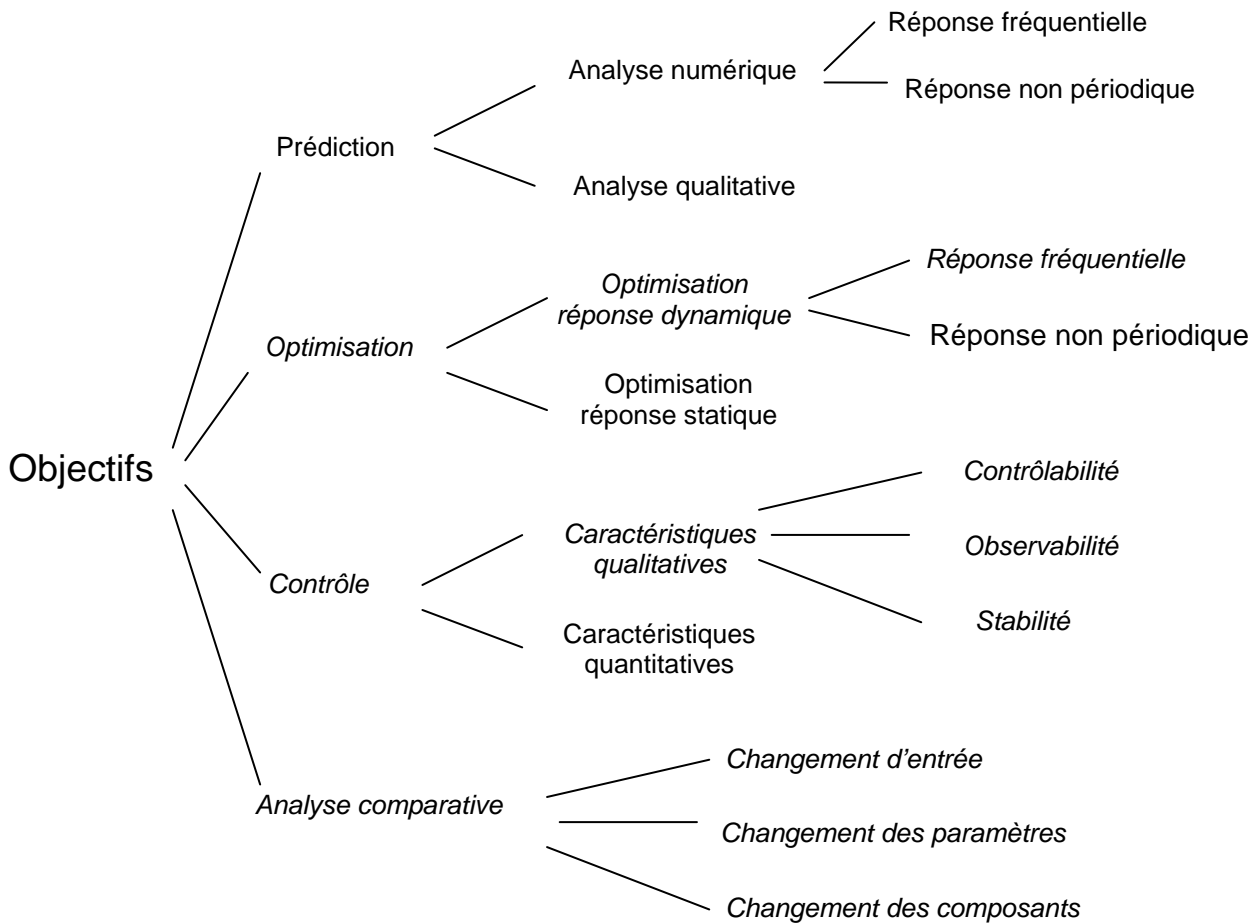 Réponse fréquentielle
Analyse numérique
Réponse non périodique
Prédiction
Analyse qualitative
Réponse fréquentielle
Optimisation
réponse dynamique
Réponse non périodique
Optimisation
Optimisation
réponse statique
Objectifs
Contrôlabilité
Caractéristiques
qualitatives
Observabilité
Contrôle
Stabilité
Caractéristiques
quantitatives
Changement d’entrée
Analyse comparative
Changement des paramètres
Changement des composants